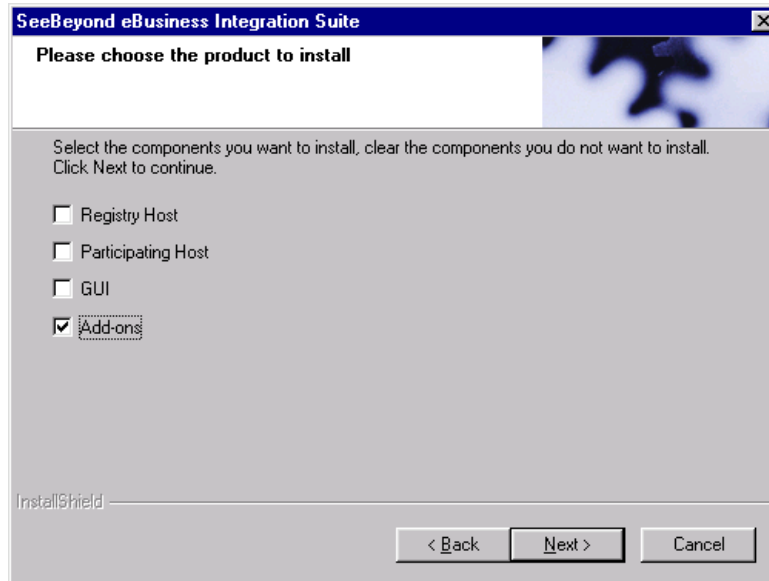 SeeBeyond eBusiness Integration Suite
Please choose the product to install
Select the components you want to install, clear the components you do not want to install.
Click Next to continue.
Registry Host
Participating Host
GUI
Add-ons
InstallShield
< Back Next > Cancel